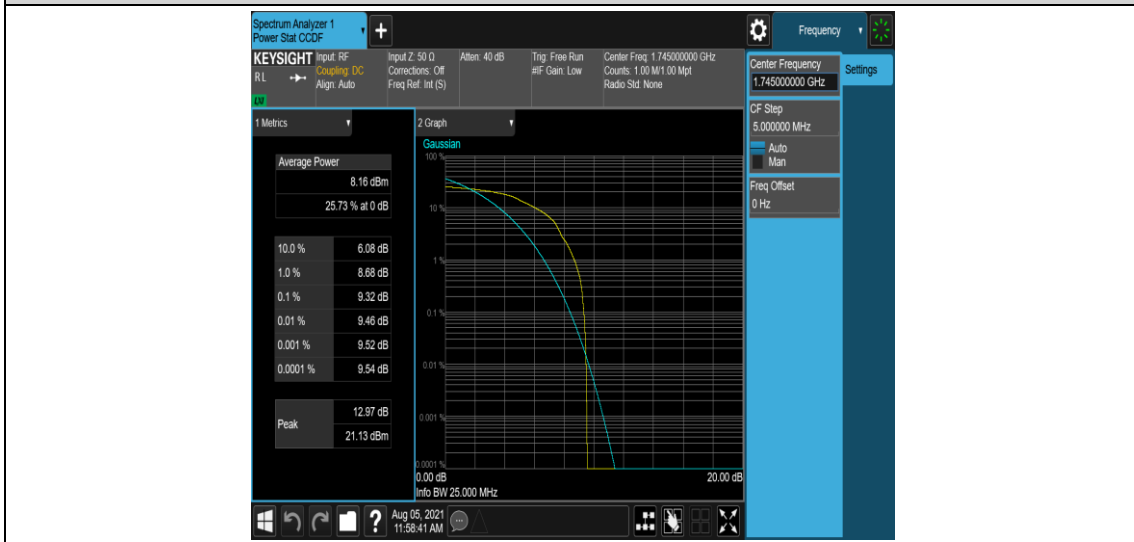 Spectrum Analyzer 1
Power Stat CCDF
+
Frequency
KEYSIGHT
RL
LXI
Input: RF
Coupling: DC
Align: Auto
Input Z: 50 Ω
Corrections: Off
Freq Ref: Int (S)
Atten: 40 dB
Trig: Free Run
#IF Gain: Low
Center Freq: 1.745000000 GHz
Counts: 1.00 M/1.00 Mpt
Radio Std: None
Center Frequency
1.745000000 GHz
Settings
CF Step
5.000000 MHz
Auto
Man
Freq Offset
0 Hz
1 Metrics
Average Power
8.16 dBm
25.73 % at 0 dB
10.0 % 6.08 dB
1.0 % 8.68 dB
0.1 % 9.32 dB
0.01 % 9.46 dB
0.001 % 9.52 dB
0.0001 % 9.54 dB
Peak
12.97 dB
21.13 dBm
2 Graph
Gaussian
100 %
10 %
1 %
0.1 %
0.01 %
0.001 %
0.0001 %
0.00 dB 20.00 dB
Info BW 25.000 MHz
?
Aug 05, 2021
11:58:41 AM